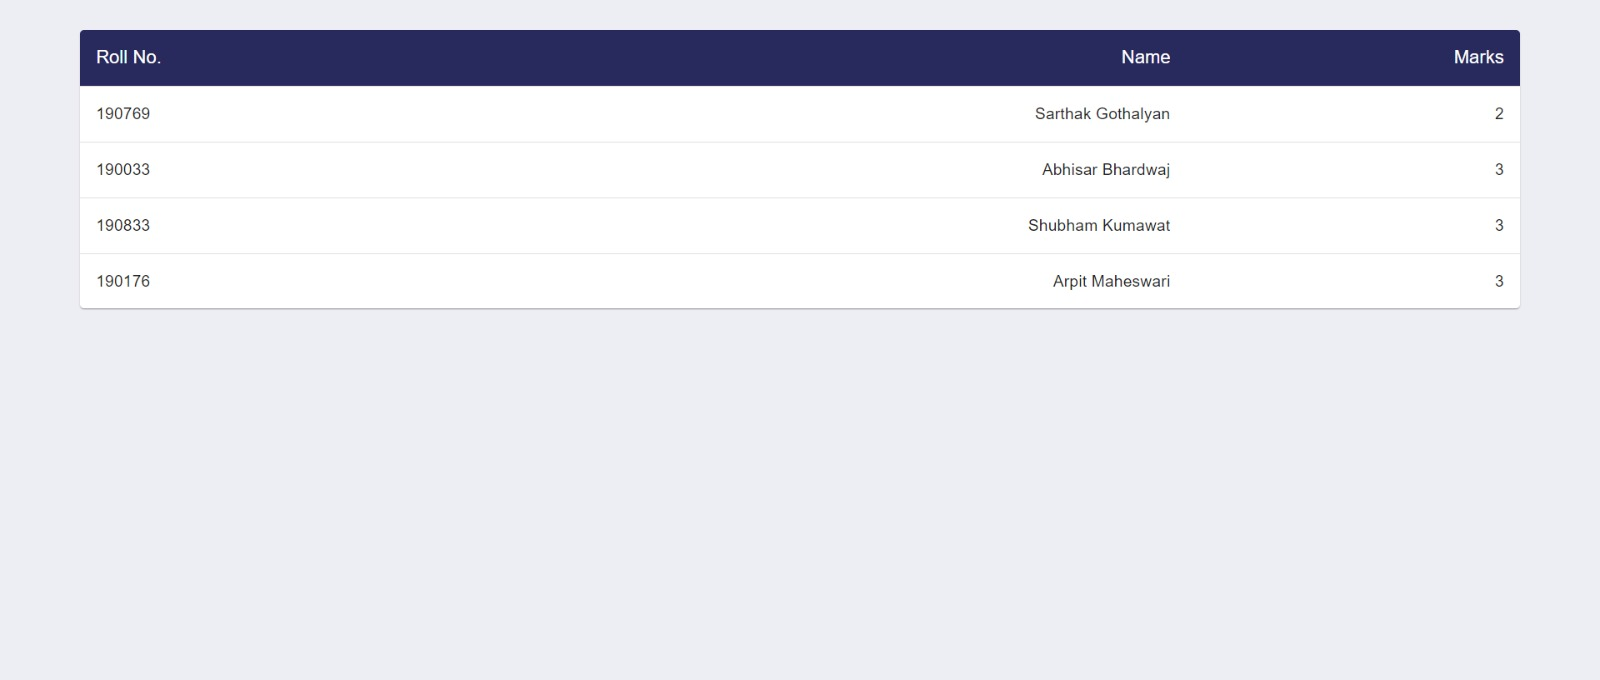 Roll No. Name Marks
190769 Sarthak Gothalyan 2
190033 Abhisar Bhardwaj 3
190833 Shubham Kumawat 3
190176 Arpit Maheswari 3